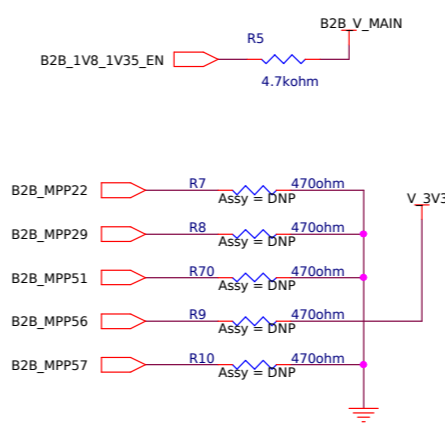 B2B_V_MAIN
R5
B2B_1V8_1V35_EN
4.7kohm
B2B_MPP22 R7 470ohm
Assy = DNP
V_3V3
B2B_MPP29 R8 470ohm
Assy = DNP
B2B_MPP51 R70 470ohm
Assy = DNP
B2B_MPP56 R9 470ohm
Assy = DNP
B2B_MPP57 R10 470ohm
Assy = DNP